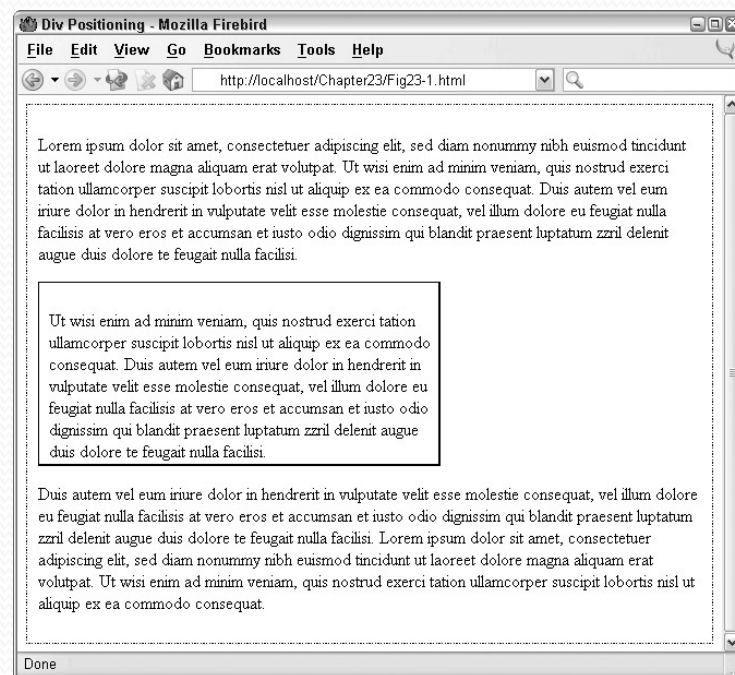 Div Positioning - Mozilla Firebird
File Edit View Go Bookmarks Tools Help
http://localhost/Chapter23/Fig23-1.html
Lorem ipsum dolor sit amet, consectetuer adipiscing elit, sed diam nonummy nibh euismod tincidunt
ut laoreet dolore magna aliquam erat volutpat. Ut wisi enim ad minim veniam, quis nostrud exerci
tation ullamcorper suscipit lobortis nisl ut aliquip ex ea commodo consequat. Duis autem vel eum
iriure dolor in hendrerit in vulputate velit esse molestie consequat, vel illum dolore eu feugiat nulla
facilisis at vero eros et accumsan et iusto odio dignissim qui blandit praesent luptatum zzril delenit
augue duis dolore te feugait nulla facilisi.
Ut wisi enim ad minim veniam, quis nostrud exerci tation
ullamcorper suscipit lobortis nisl ut aliquip ex ea commodo
consequat. Duis autem vel eum iriure dolor in hendrerit in
vulputate velit esse molestie consequat, vel illum dolore eu
feugiat nulla facilisis at vero eros et accumsan et iusto odio
dignissim qui blandit praesent luptatum zzril delenit augue
duis dolore te feugait nulla facilisi.
Duis autem vel eum iriure dolor in hendrerit in vulputate velit esse molestie consequat, vel illum dolore
eu feugiat nulla facilisis at vero eros et accumsan et iusto odio dignissim qui blandit praesent luptatum
zzril delenit augue duis dolore te feugait nulla facilisi. Lorem ipsum dolor sit amet, consectetuer
adipiscing elit, sed diam nonummy nibh euismod tincidunt ut laoreet dolore magna aliquam erat
volutpat. Ut wisi enim ad minim veniam, quis nostrud exerci tation ullamcorper suscipit lobortis nisl ut
aliquip ex ea commodo consequat.
Done